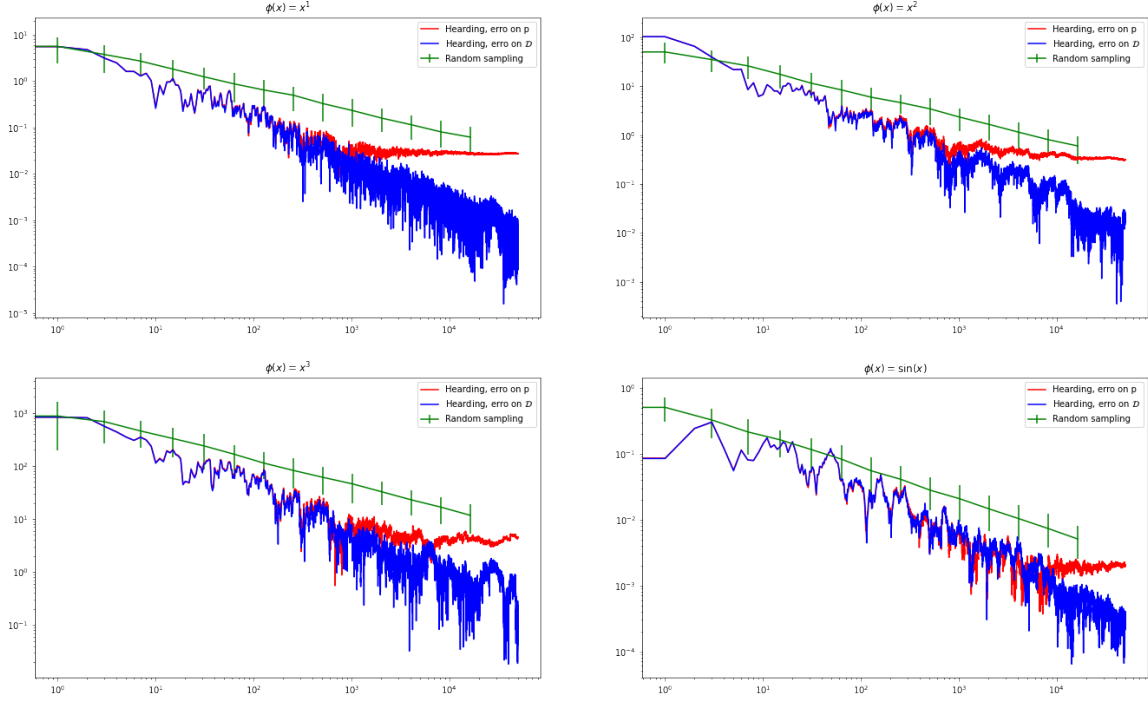 ϕ(x) = x¹
10¹
10⁰
10⁻¹
10⁻²
10⁻³
10⁻⁴
10⁻⁵
10⁰
10¹
10²
10³
10⁴
Hearding, erro on p
Hearding, erro on 𝒟
Random sampling
ϕ(x) = x²
10²
10¹
10⁰
10⁻¹
10⁻²
10⁻³
10⁰
10¹
10²
10³
10⁴
Hearding, erro on p
Hearding, erro on 𝒟
Random sampling
ϕ(x) = x³
10³
10²
10¹
10⁰
10⁻¹
10⁰
10¹
10²
10³
10⁴
Hearding, erro on p
Hearding, erro on 𝒟
Random sampling
ϕ(x) = sin(x)
10⁰
10⁻¹
10⁻²
10⁻³
10⁻⁴
10⁰
10¹
10²
10³
10⁴
Hearding, erro on p
Hearding, erro on 𝒟
Random sampling